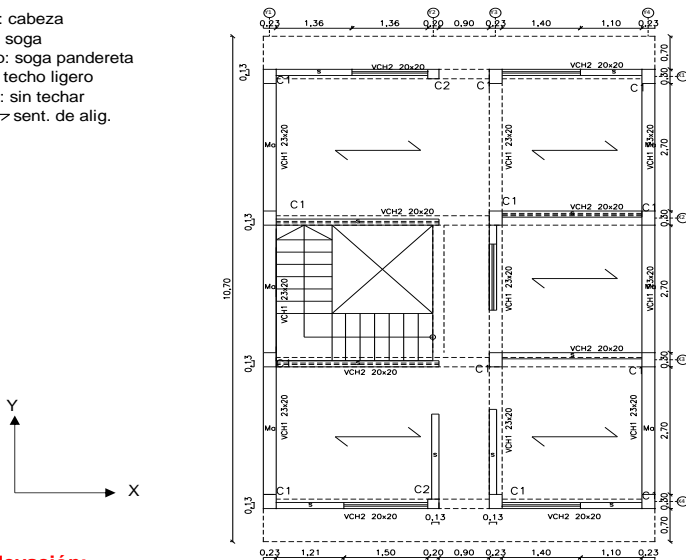 : cabeza
soga
o: soga pandereta
techo ligero
: sin techar
sent. de alig.
0,23 1,36 1,36 0,20 0,90 0,23 1,40 1,10 0,23
VCH2 20x20 VCH2 20x20
0,13 C1 s C2 C1 C1 0,30 0,70
Ma VCH1 23x20 VCH1 23x20 VCH1 23x20 2,70
C1 C1 C1
VCH2 20x20 VCH2 20x20
0,13 s s 0,30
10,70
Ma VCH1 23x20 VCH1 23x20 2,70
VCH2 20x20
0,13 s s 0,30
VCH2 20x20 C1 C1
Ma VCH1 23x20 VCH1 23x20 VCH1 23x20 Ma 2,70
s s
Y
X
C1 C2 C1 C1
0,13 s s 0,30
VCH2 20x20 0,13 0,13 VCH2 20x20
0,70
0,23 1,21 1,50 0,20 0,90 0,23 1,40 1,10 0,23